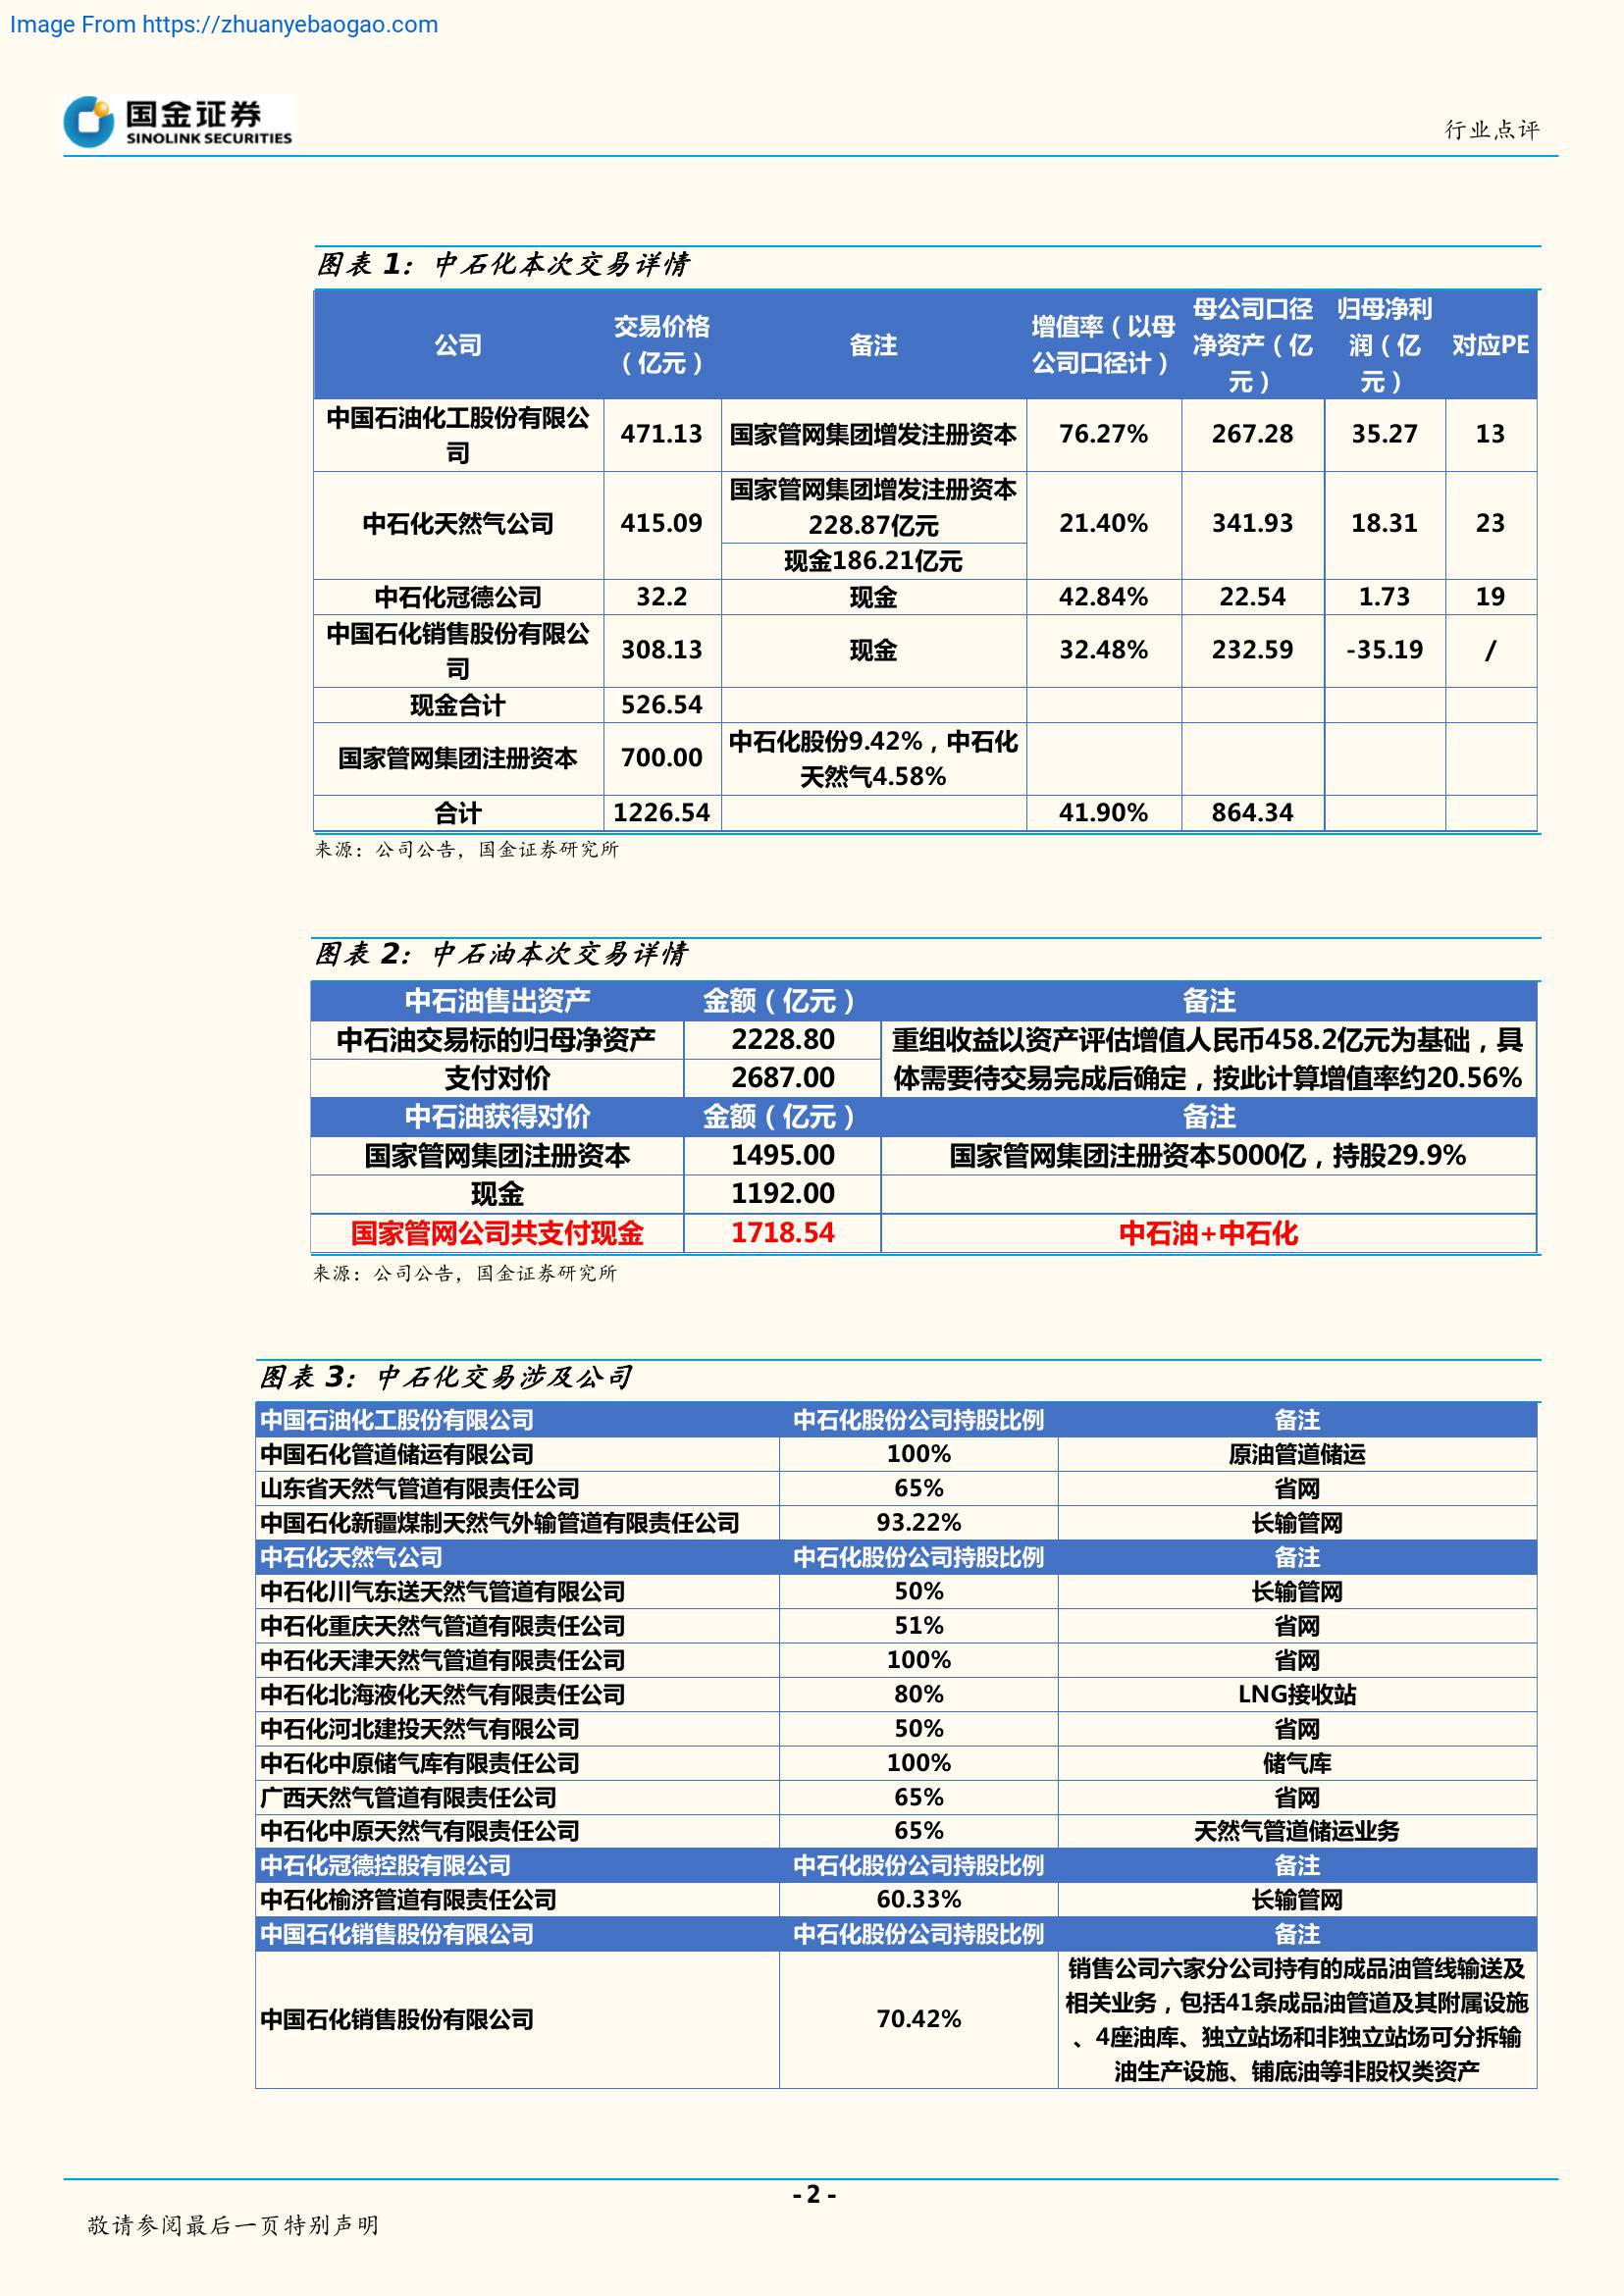 Image From https://zhuanyebaogao.com
国金证券
SINOLINK SECURITIES
行业点评
图表 1：中石化本次交易详情
公司 交易价格（亿元） 备注 增值率（以母公司口径计） 母公司口径净资产（亿元） 归母净利润（亿元） 对应PE
中国石油化工股份有限公司 471.13 国家管网集团增发注册资本 76.27% 267.28 35.27 13
中石化天然气公司 415.09 国家管网集团增发注册资本228.87亿元 21.40% 341.93 18.31 23
现金186.21亿元
中石化冠德公司 32.2 现金 42.84% 22.54 1.73 19
中国石化销售股份有限公司 308.13 现金 32.48% 232.59 -35.19 /
现金合计 526.54
国家管网集团注册资本 700.00 中石化股份9.42%，中石化天然气4.58%
合计 1226.54 41.90% 864.34
来源：公司公告，国金证券研究所
图表 2：中石油本次交易详情
中石油售出资产 金额（亿元） 备注
中石油交易标的归母净资产 2228.80 重组收益以资产评估增值人民币458.2亿元为基础，具
支付对价 2687.00 体需要待交易完成后确定，按此计算增值率约20.56%
中石油获得对价 金额（亿元） 备注
国家管网集团注册资本 1495.00 国家管网集团注册资本5000亿，持股29.9%
现金 1192.00
国家管网公司共支付现金 1718.54 中石油+中石化
来源：公司公告，国金证券研究所
图表 3：中石化交易涉及公司
中国石油化工股份有限公司 中石化股份公司持股比例 备注
中国石化管道储运有限公司 100% 原油管道储运
山东省天然气管道有限责任公司 65% 省网
中国石化新疆煤制天然气外输管道有限责任公司 93.22% 长输管网
中石化天然气公司 中石化股份公司持股比例 备注
中石化川气东送天然气管道有限公司 50% 长输管网
中石化重庆天然气管道有限责任公司 51% 省网
中石化天津天然气管道有限责任公司 100% 省网
中石化北海液化天然气有限责任公司 80% LNG接收站
中石化河北建投天然气有限公司 50% 省网
中石化中原储气库有限责任公司 100% 储气库
广西天然气管道有限责任公司 65% 省网
中石化中原天然气有限责任公司 65% 天然气管道储运业务
中石化冠德控股有限公司 中石化股份公司持股比例 备注
中石化榆济管道有限责任公司 60.33% 长输管网
中国石化销售股份有限公司 中石化股份公司持股比例 备注
中国石化销售股份有限公司 70.42% 销售公司六家分公司持有的成品油管线输送及
相关业务，包括41条成品油管道及其附属设施
、4座油库、独立站场和非独立站场可分拆输
油生产设施、铺底油等非股权类资产
- 2 -
敬请参阅最后一页特别声明